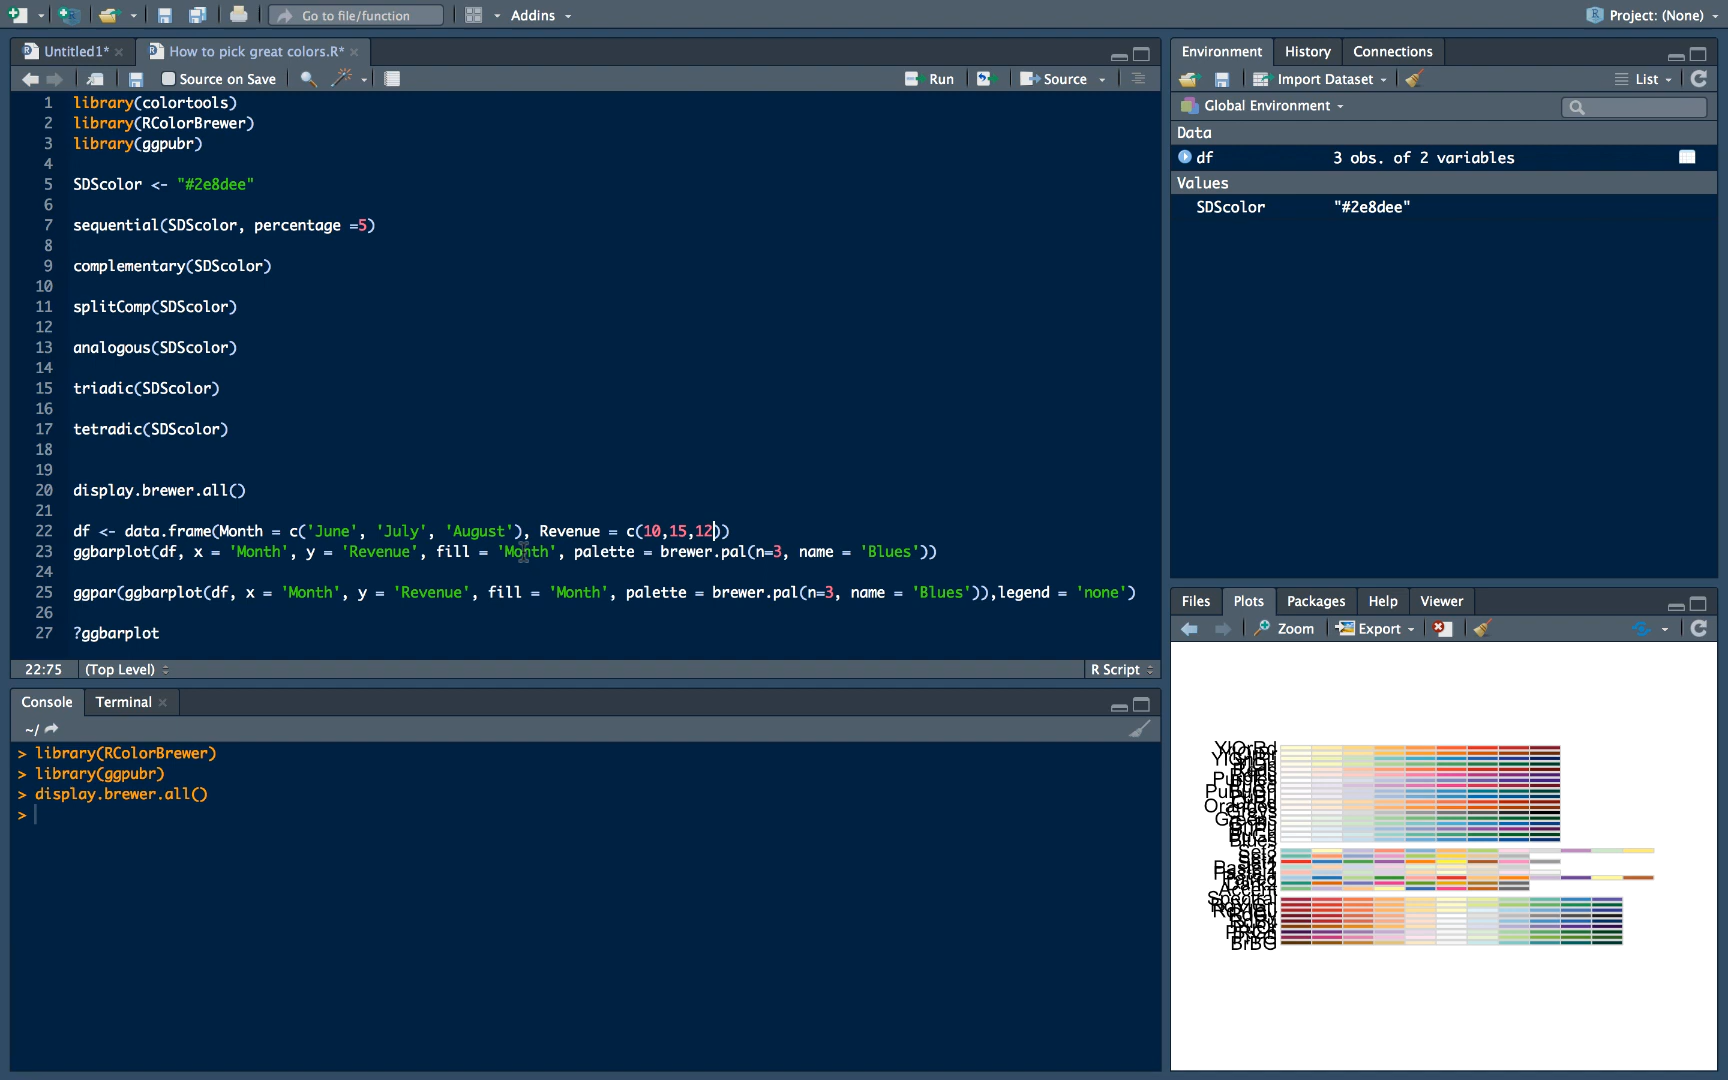 Go to file/function
Addins
Project: (None)
Untitled1*
How to pick great colors.R*
Source on Save
Run
Source
1 library(colortools)
2 library(RColorBrewer)
3 library(ggpubr)
4
5 SDScolor <- "#2e8dee"
6
7 sequential(SDScolor, percentage =5)
8
9 complementary(SDScolor)
10
11 splitComp(SDScolor)
12
13 analogous(SDScolor)
14
15 triadic(SDScolor)
16
17 tetradic(SDScolor)
18
19
20 display.brewer.all()
21
22 df <- data.frame(Month = c('June', 'July', 'August'), Revenue = c(10,15,12))
23 ggbarplot(df, x = 'Month', y = 'Revenue', fill = 'Month', palette = brewer.pal(n=3, name = 'Blues'))
24
25 ggpar(ggbarplot(df, x = 'Month', y = 'Revenue', fill = 'Month', palette = brewer.pal(n=3, name = 'Blues')),legend = 'none')
26
27 ?ggbarplot
22:75 (Top Level) R Script
Console Terminal
~/
> library(RColorBrewer)
> library(ggpubr)
> display.brewer.all()
>
Environment History Connections
Import Dataset List
Global Environment
Data
df 3 obs. of 2 variables
Values
SDScolor "#2e8dee"
Files Plots Packages Help Viewer
Zoom Export
YlOrRd
Spectral
BrBG